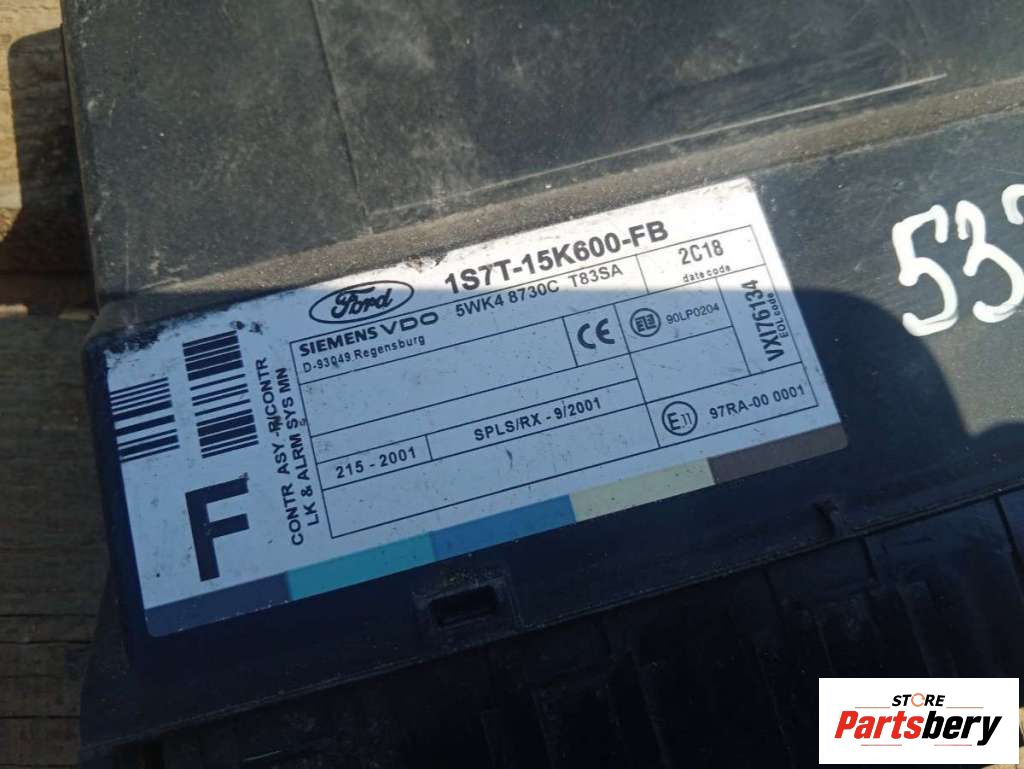 Ford
1S7T-15K600-FB
5WK4 8730C T83SA
2C18
date code
SIEMENS VDO
D-93049 Regensburg
CE
90LP0204
VXI76134
EOL code
215 - 2001
SPLS/RX - 9/2001
E11
97RA-00 0001
F
CONTR ASY -R/CONTR
LK & ALRM SYS MN
STORE
Partsbery